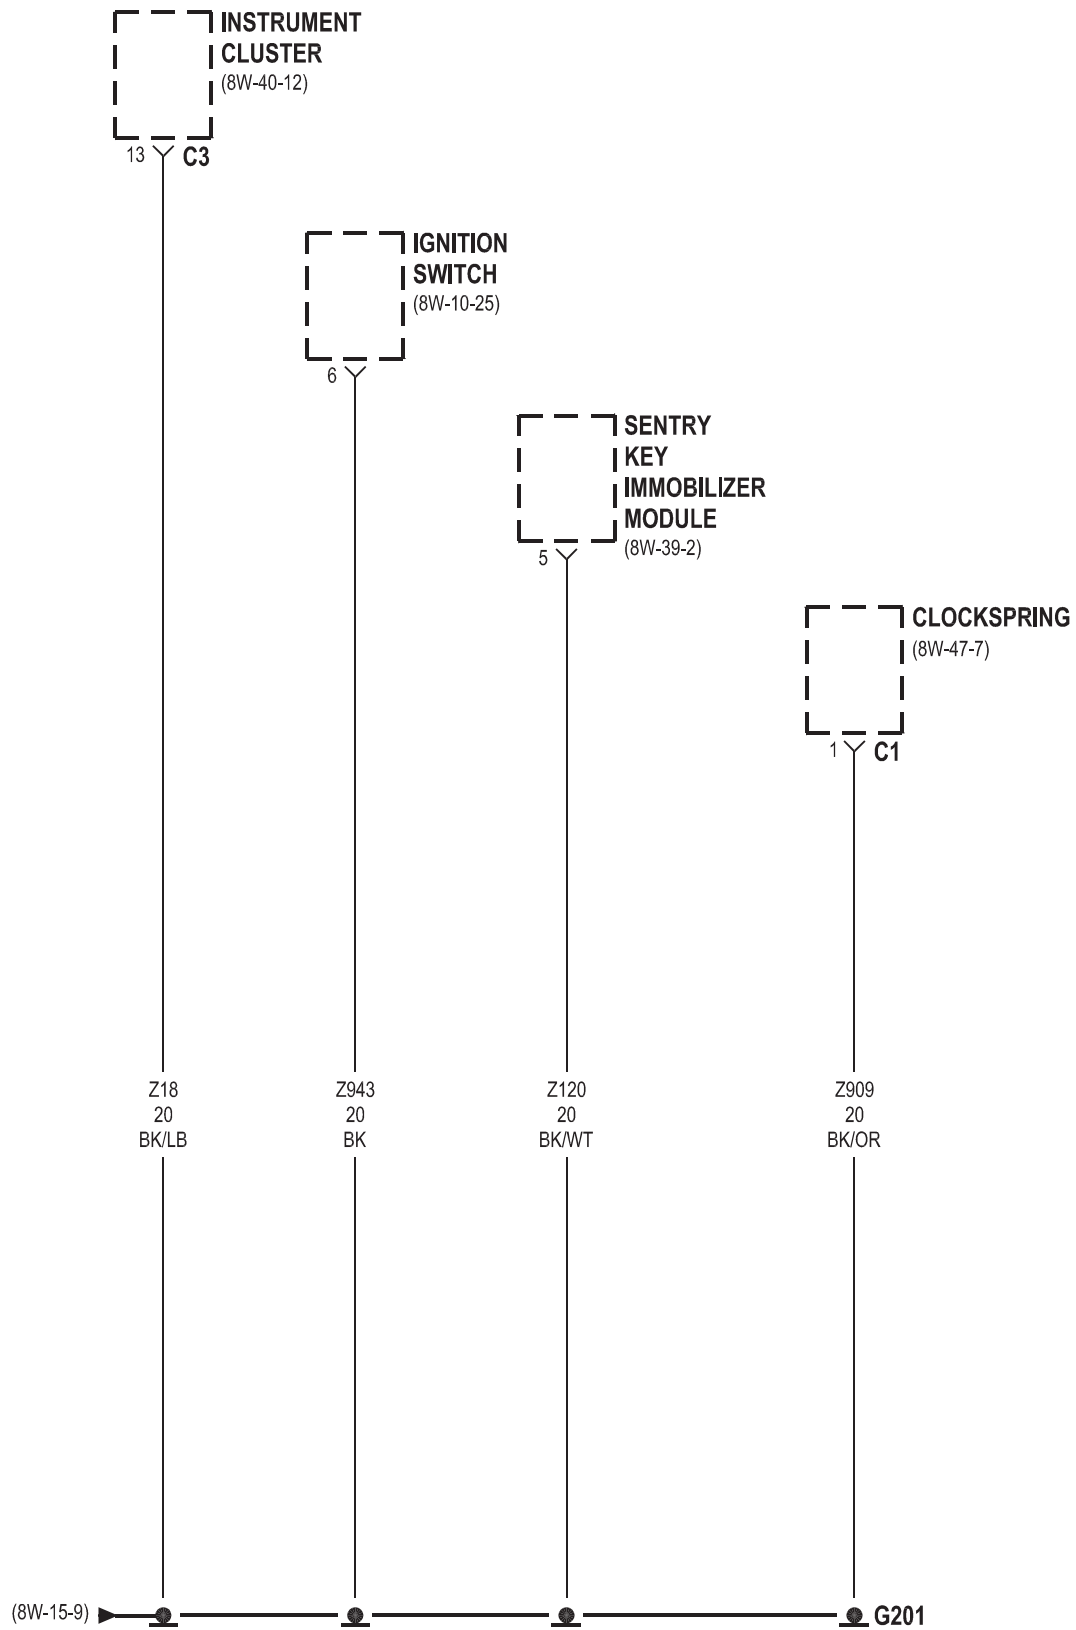 INSTRUMENT
CLUSTER
(8W-40-12)
13 C3
IGNITION
SWITCH
(8W-10-25)
6
SENTRY
KEY
IMMOBILIZER
MODULE
(8W-39-2)
5
CLOCKSPRING
(8W-47-7)
1 C1
Z18
20
BK/LB
Z943
20
BK
Z120
20
BK/WT
Z909
20
BK/OR
(8W-15-9)
G201